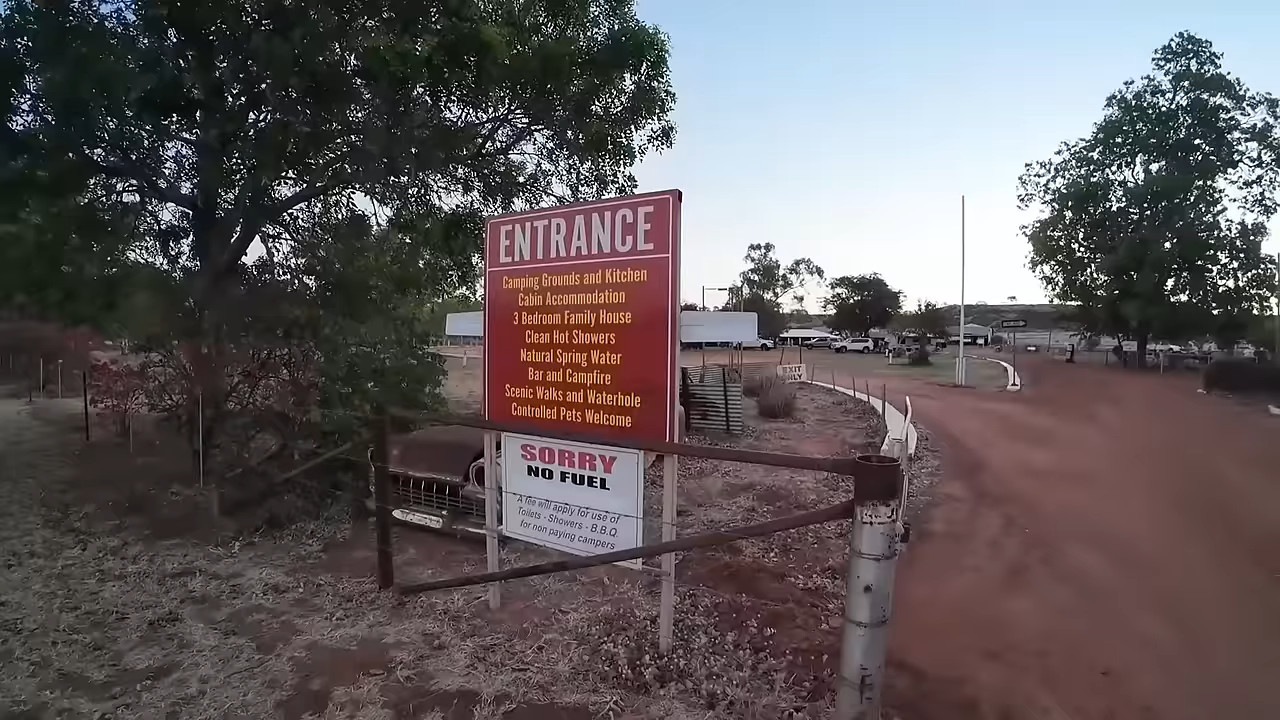 ENTRANCE
Camping Grounds and Kitchen
Cabin Accommodation
3 Bedroom Family House
Clean Hot Showers
Natural Spring Water
Bar and Campfire
Scenic Walks and Waterhole
Controlled Pets Welcome
SORRY
NO FUEL
A fee will apply for use of
Toilets - Showers - B.B.Q.
for non paying campers
EXIT
ONLY